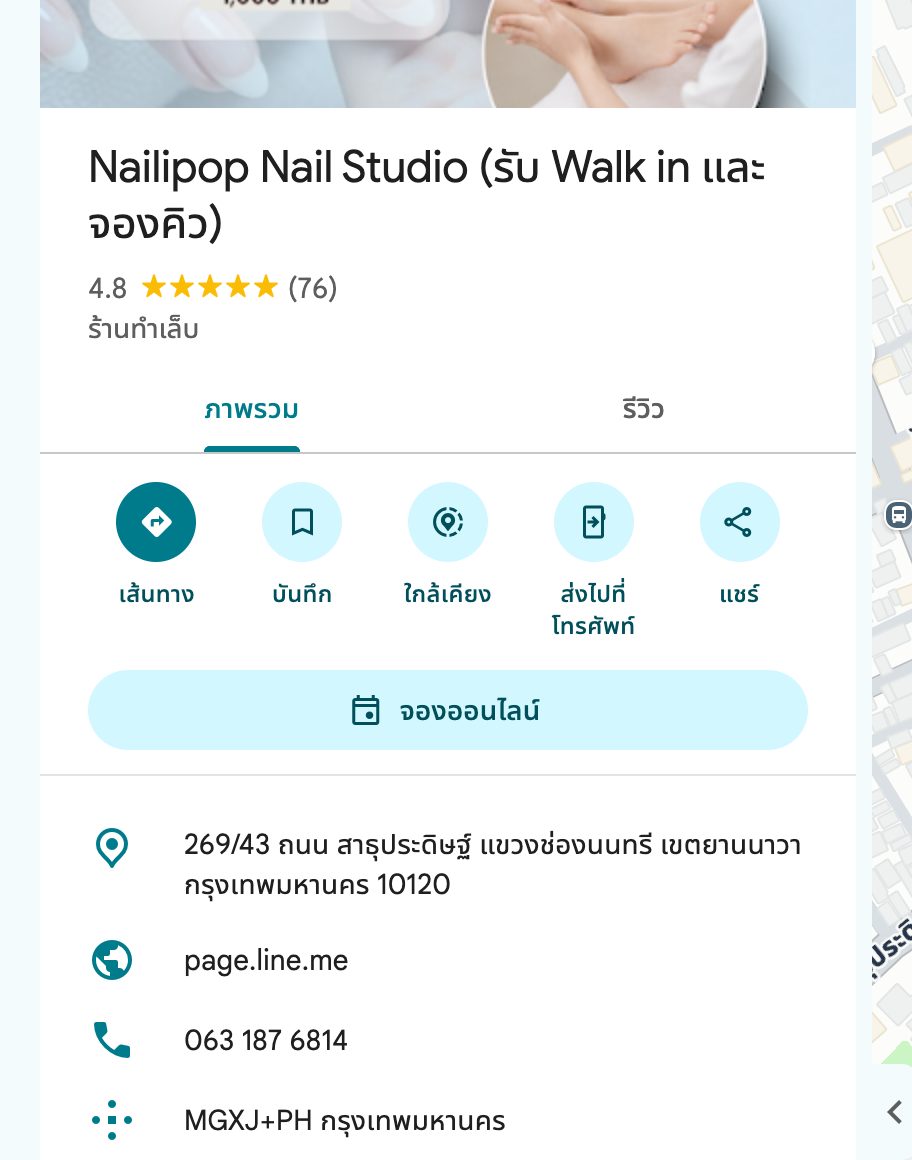 1,000 THB
Nailipop Nail Studio (รับ Walk in และ
จองคิว)
4.8 (76)
ร้านทำเล็บ
ภาพรวม
รีวิว
เส้นทาง
บันทึก
ใกล้เคียง
ส่งไปที่
โทรศัพท์
แชร์
จองออนไลน์
269/43 ถนน สาธุประดิษฐ์ แขวงช่องนนทรี เขตยานนาวา
กรุงเทพมหานคร 10120
page.line.me
063 187 6814
MGXJ+PH กรุงเทพมหานคร